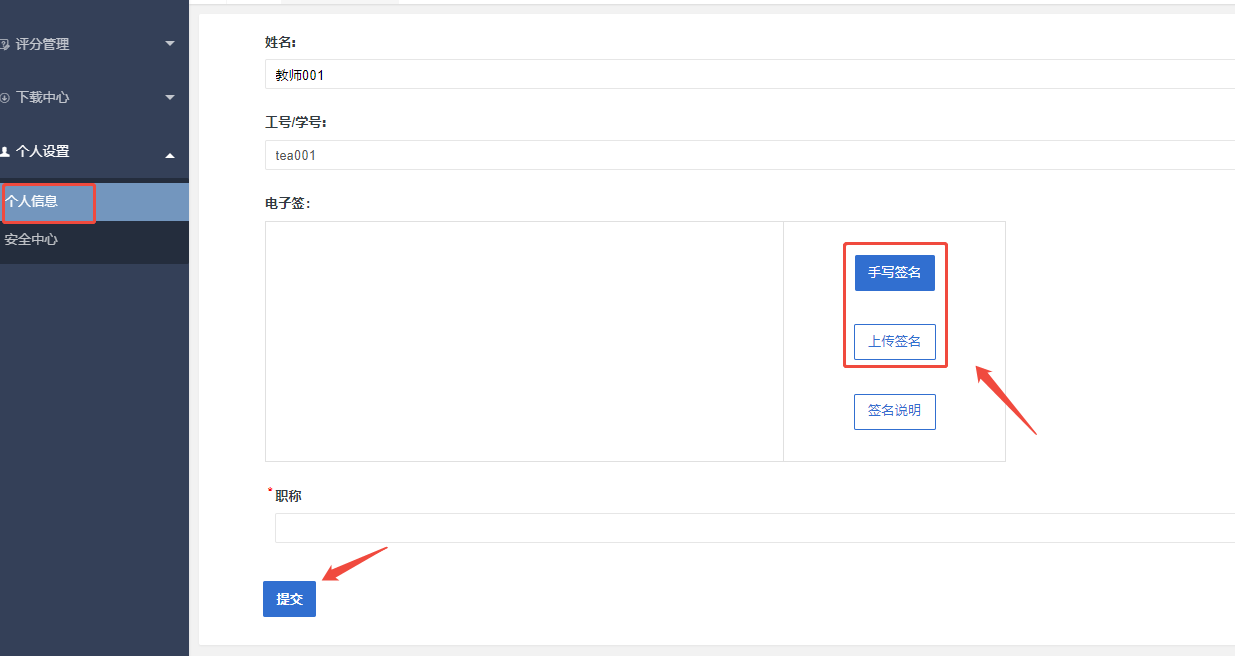 评分管理
下载中心
个人设置
个人信息
安全中心
姓名:
教师001
工号/学号:
tea001
电子签:
手写签名
上传签名
签名说明
*职称
提交